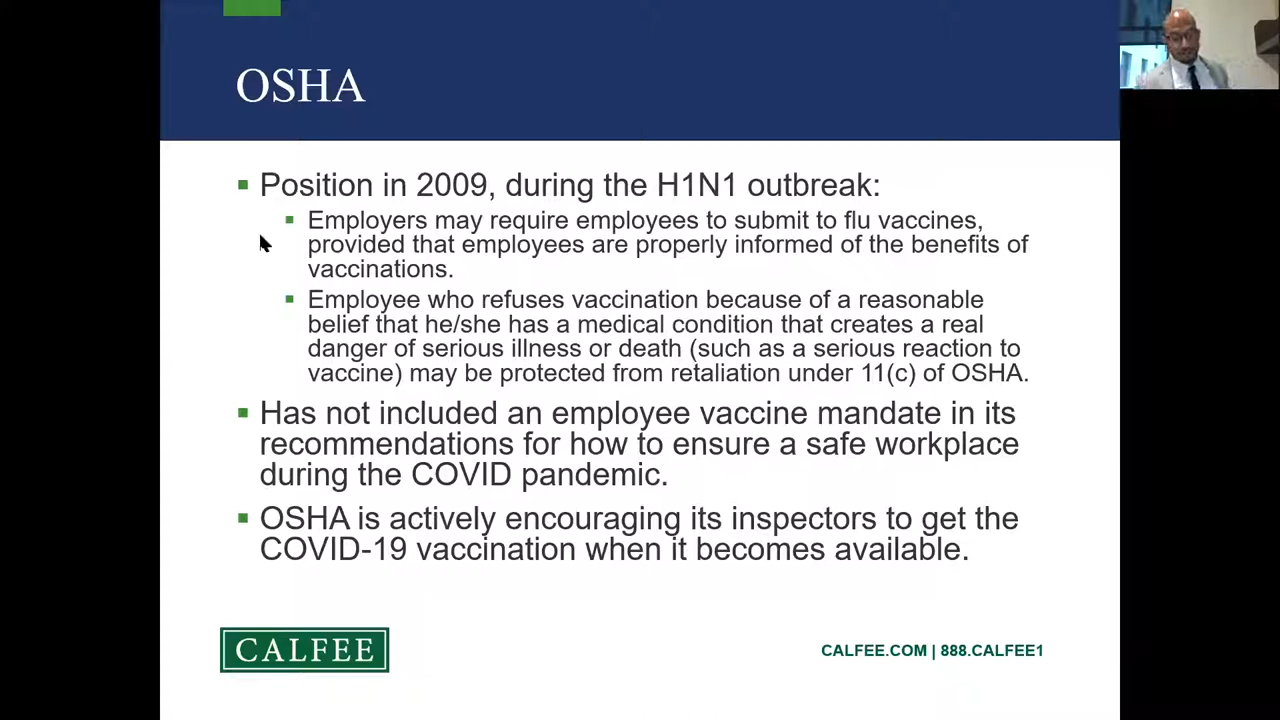 OSHA
Position in 2009, during the H1N1 outbreak:
Employers may require employees to submit to flu vaccines,
provided that employees are properly informed of the benefits of
vaccinations.
Employee who refuses vaccination because of a reasonable
belief that he/she has a medical condition that creates a real
danger of serious illness or death (such as a serious reaction to
vaccine) may be protected from retaliation under 11(c) of OSHA.
Has not included an employee vaccine mandate in its
recommendations for how to ensure a safe workplace
during the COVID pandemic.
OSHA is actively encouraging its inspectors to get the
COVID-19 vaccination when it becomes available.
CALFEE
CALFEE.COM | 888.CALFEE1